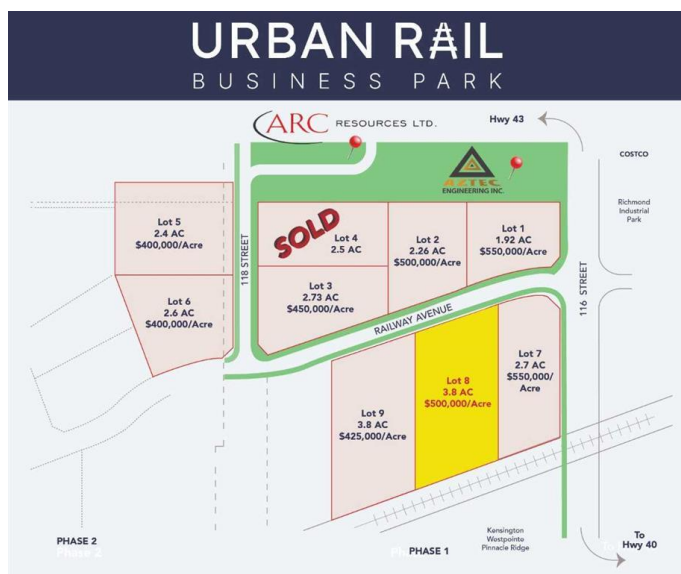 URBAN RAIL
BUSINESS PARK
ARC RESOURCES LTD.
Hwy 43
COSTCO
AZTEC
ENGINEERING INC.
Richmond
Industrial
Park
Lot 5
2.4 AC
$400,000/Acre
118 STREET
SOLD
Lot 4
2.5 AC
Lot 2
2.26 AC
$500,000/Acre
Lot 1
1.92 AC
$550,000/Acre
Lot 6
2.6 AC
$400,000/Acre
Lot 3
2.73 AC
$450,000/Acre
116 STREET
RAILWAY AVENUE
Lot 7
2.7 AC
$550,000/
Acre
Lot 8
3.8 AC
$500,000/Acre
Lot 9
3.8 AC
$425,000/Acre
PHASE 2
Phase 2
PHASE 1
Kensington
Westpointe
Pinnacle Ridge
To
Hwy 40